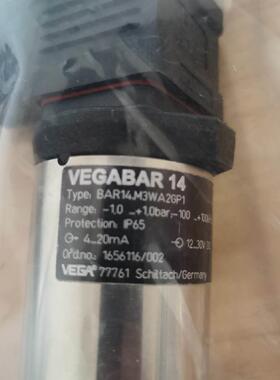 VEGABAR 14
Type: BAR14.M3WA2GP1
Range: -1.0 ...+1.0bar;-100 ...+100k
Protection: IP65
4...20mA 12...30V DC
Ord.no.: 1656116/002
VEGA 77761 Schiltach/Germany